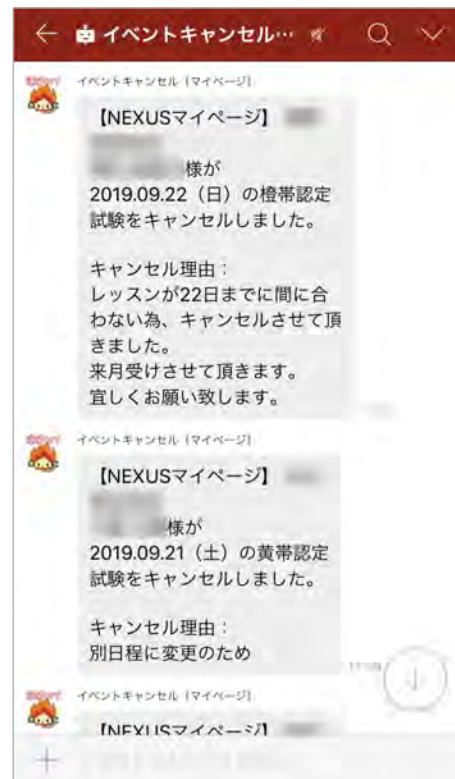 イベントキャンセル…
イベントキャンセル（マイページ）
【NEXUSマイページ】
様が
2019.09.22（日）の橙帯認定
試験をキャンセルしました。
キャンセル理由：
レッスンが22日までに間に合
わない為、キャンセルさせて頂
きました。
来月受けさせて頂きます。
宜しくお願い致します。
イベントキャンセル（マイページ）
【NEXUSマイページ】
様が
2019.09.21（土）の黄帯認定
試験をキャンセルしました。
キャンセル理由：
別日程に変更のため
イベントキャンセル（マイページ）
【NEXUSマイページ】